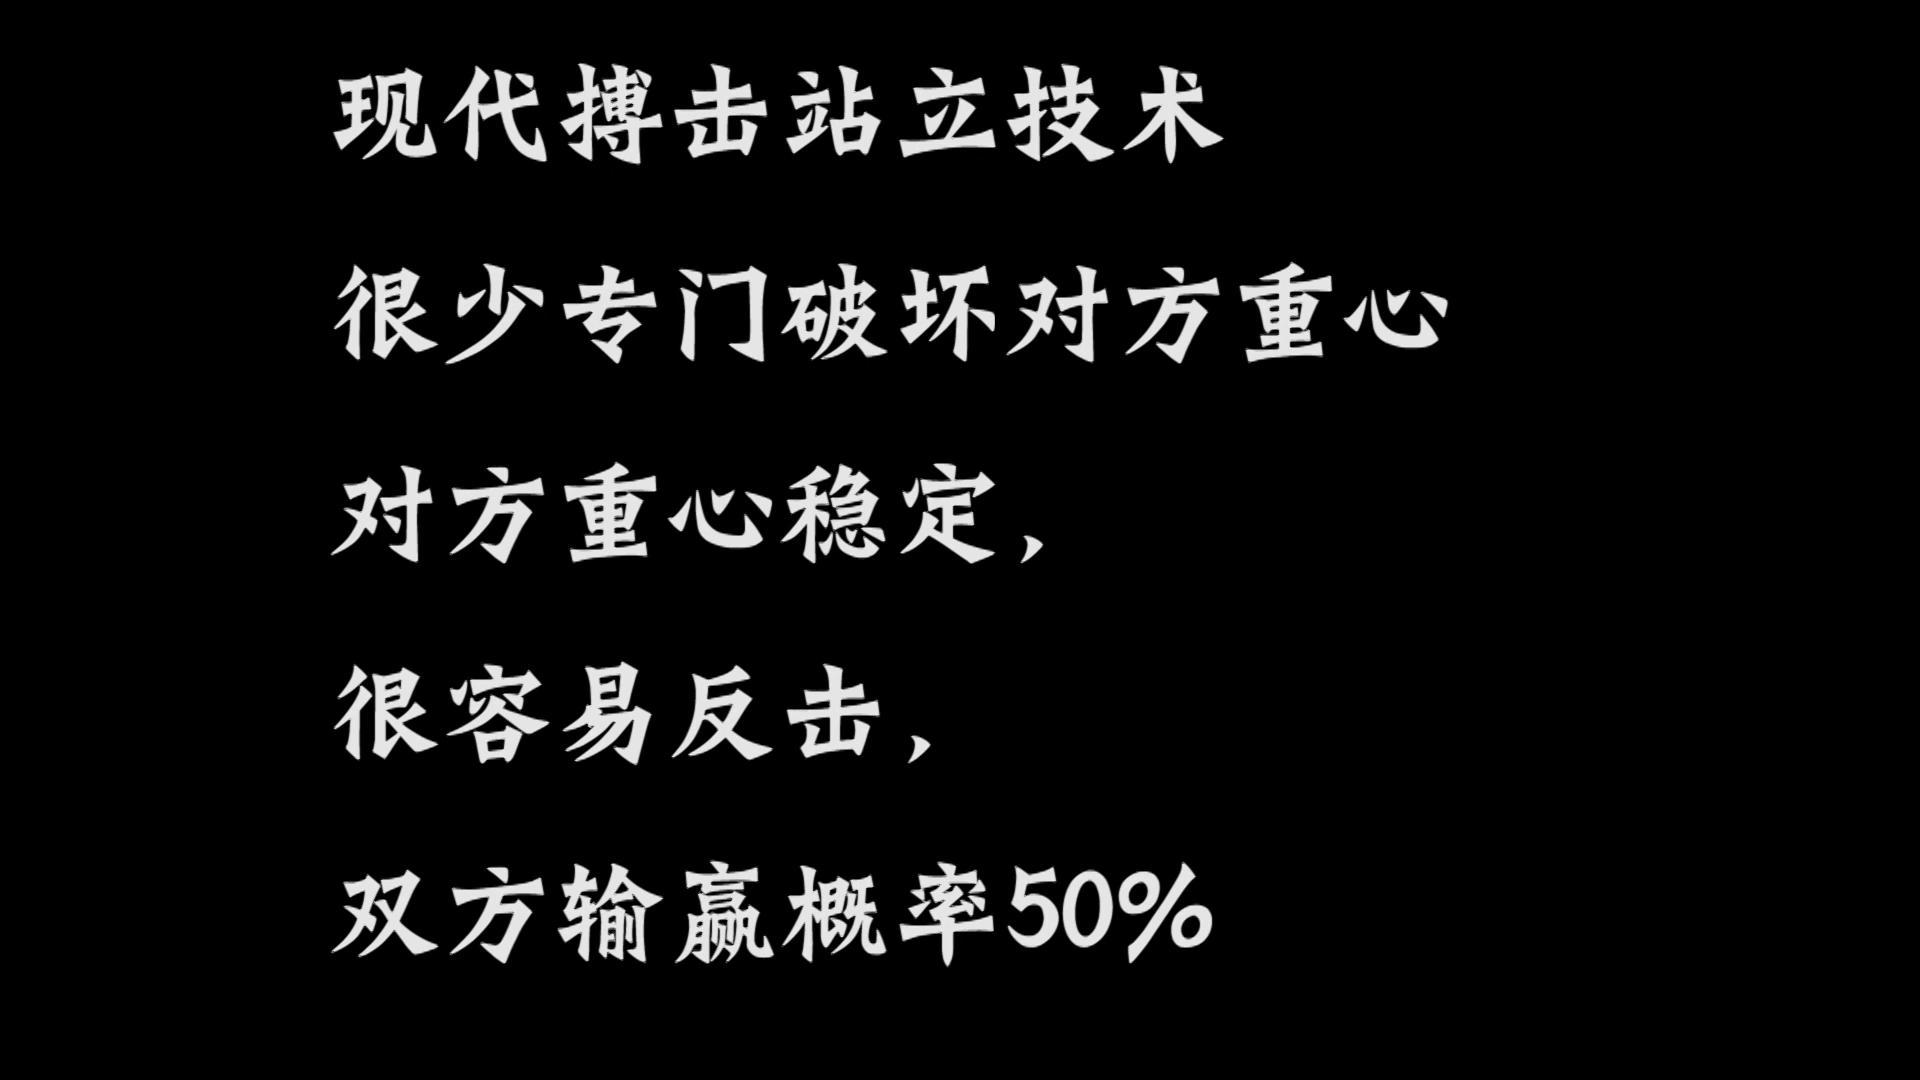 现代搏击站立技术
很少专门破坏对方重心
对方重心稳定，
很容易反击，
双方输赢概率50%